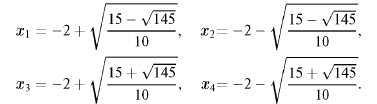 x₁ = −2 + √((15 − √145)/10), x₂ = −2 − √((15 − √145)/10),
x₃ = −2 + √((15 + √145)/10), x₄ = −2 − √((15 + √145)/10).